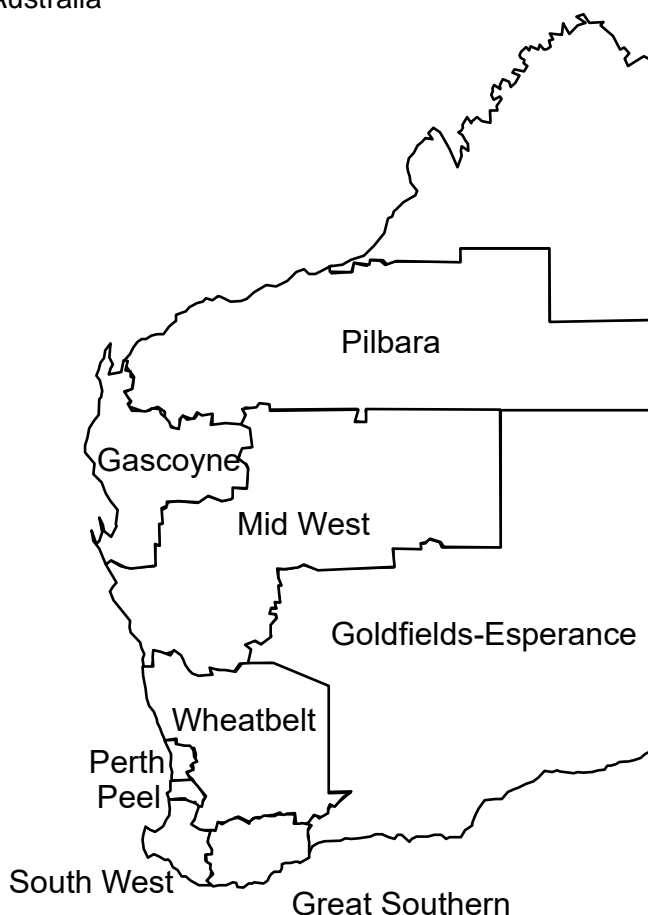 Australia
Pilbara
Gascoyne
Mid West
Goldfields-Esperance
Wheatbelt
Perth
Peel
South West
Great Southern